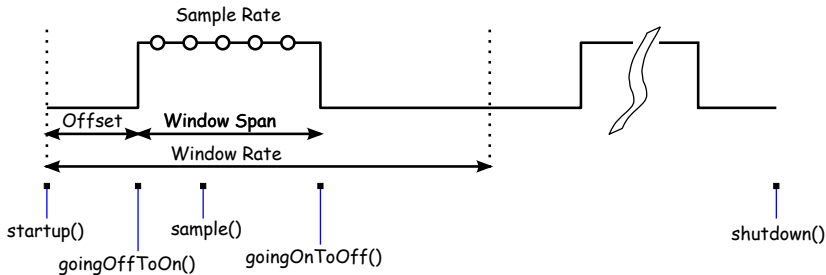 Sample Rate
Offset
Window Span
Window Rate
startup()
sample()
shutdown()
goingOffToOn()
goingOnToOff()